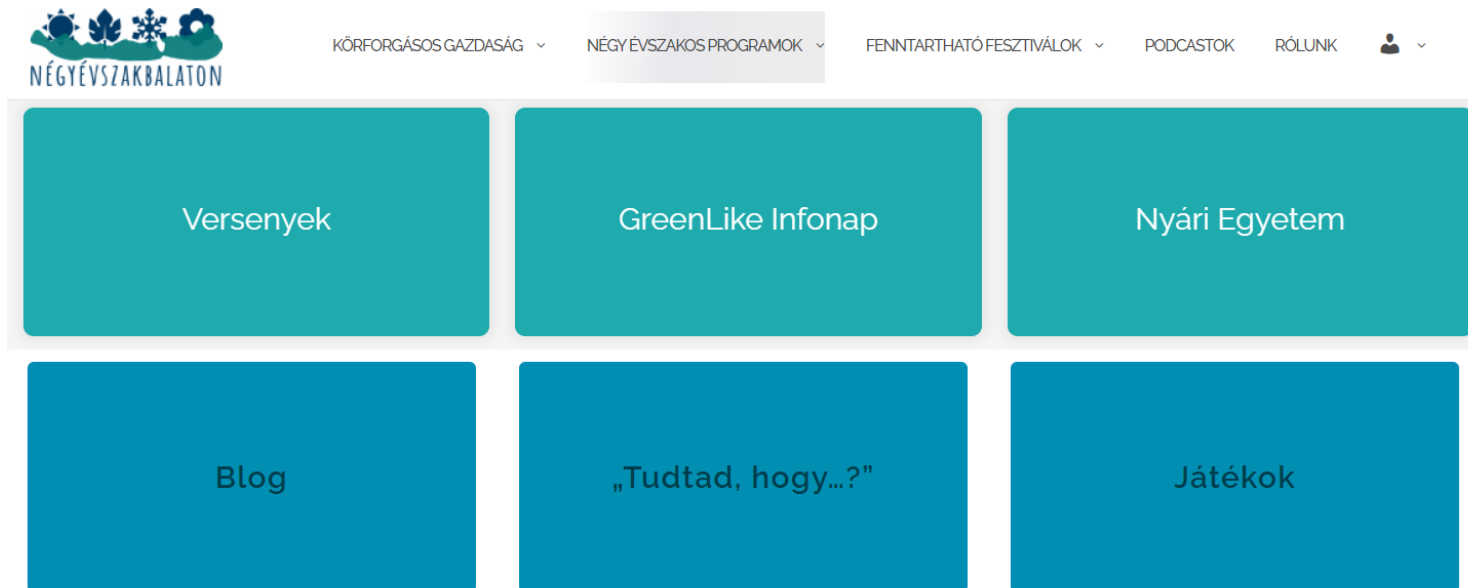 NÉGYÉVSZAKBALATON
KÖRFORGÁSOS GAZDASÁG NÉGY ÉVSZAKOS PROGRAMOK FENNTARTHATÓ FESZTIVÁLOK PODCASTOK RÓLUNK
Versenyek GreenLike Infonap Nyári Egyetem
Blog „Tudtad, hogy...?” Játékok